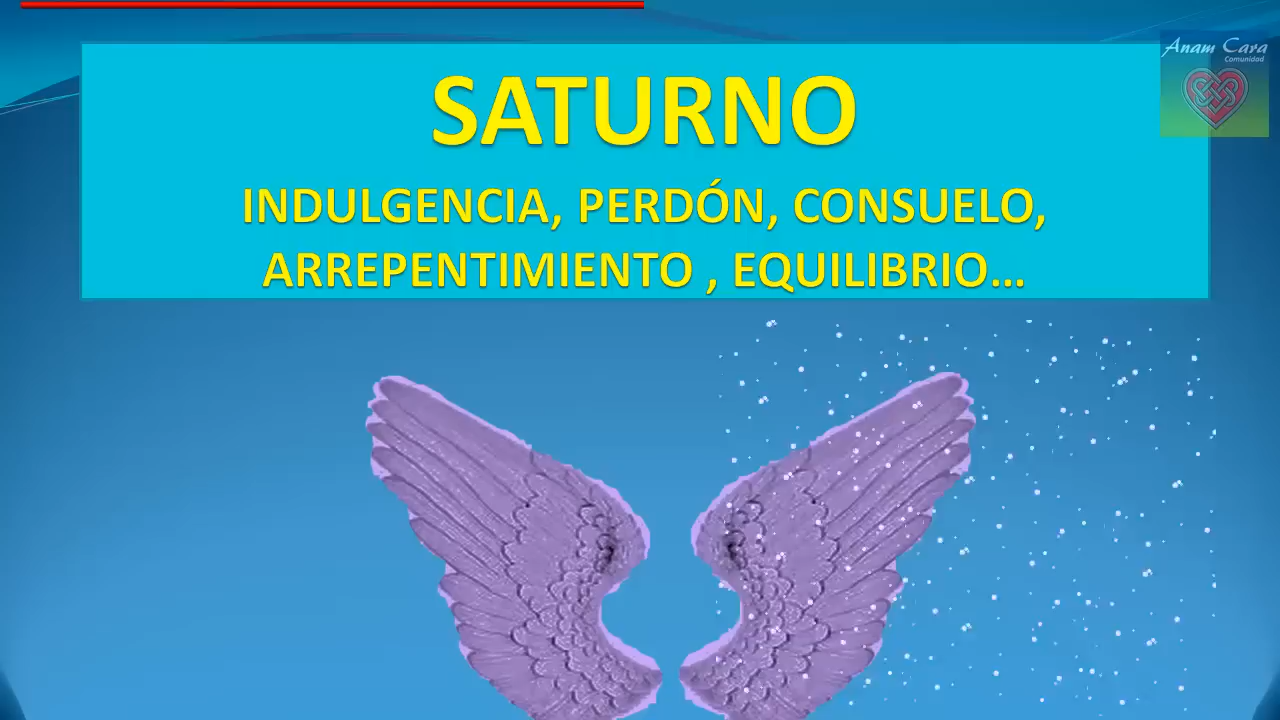 Anam Cara
Comunidad
SATURNO
INDULGENCIA, PERDÓN, CONSUELO,
ARREPENTIMIENTO , EQUILIBRIO...